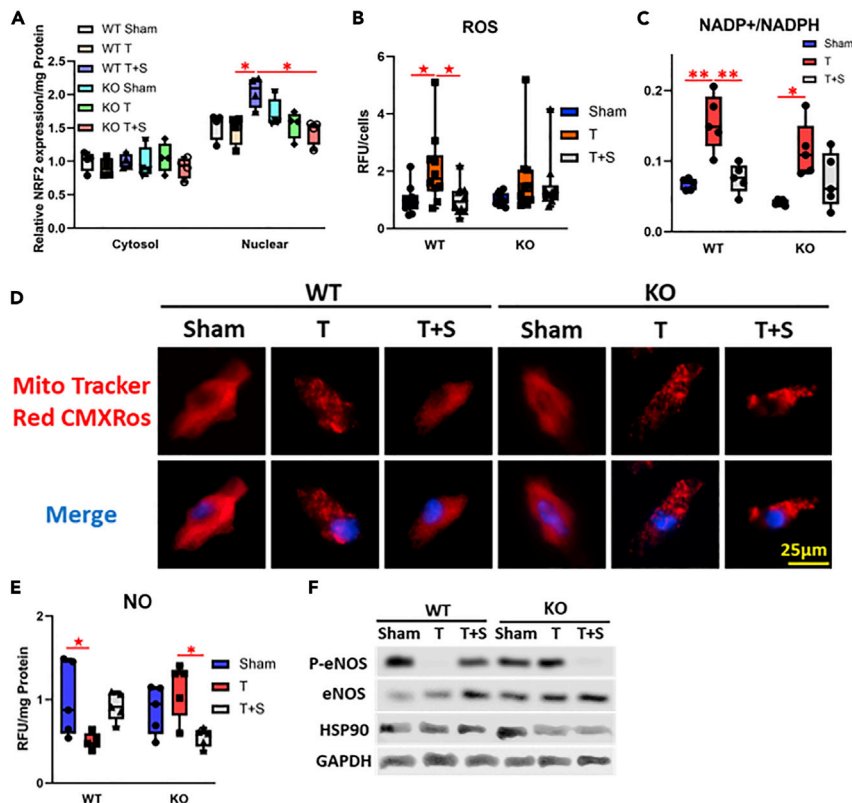 A
WT Sham
WT T
WT T+S
KO Sham
KO T
KO T+S
Relative NRF2 expression/mg Protein
2.5
2.0
1.5
1.0
0.5
0.0
* *
Cytosol Nuclear
B
ROS
RFU/cells
6
4
2
0
★ ★
Sham
T
T+S
WT KO
C
NADP+/NADPH
Sham
T
T+S
0.2
0.1
0.0
** ** *
WT KO
D
WT KO
Sham T T+S Sham T T+S
Mito Tracker
Red CMXRos
Merge
25μm
E
NO
RFU/mg Protein
2
1
0
★ *
Sham
T
T+S
WT KO
F
WT KO
Sham T T+S Sham T T+S
P-eNOS
eNOS
HSP90
GAPDH